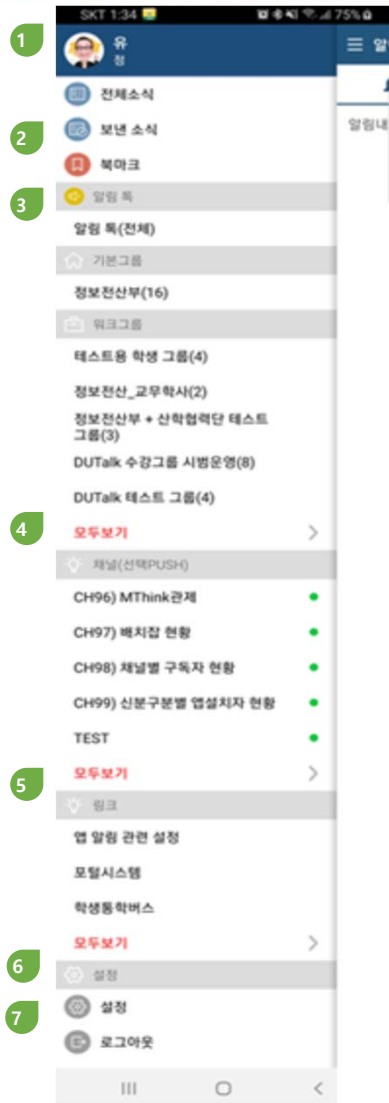 SKT 1:34 75%
1
유
정
알
전체소식
2
보낸 소식
알림내
북마크
3
알림 톡
알림 톡(전체)
기본그룹
정보전산부(16)
워크그룹
테스트용 학생 그룹(4)
정보전산_교무학사(2)
정보전산부 + 산학협력단 테스트
그룹(3)
DUTalk 수강그룹 시범운영(8)
DUTalk 테스트 그룹(4)
4
모두보기
채널(선택PUSH)
CH96) MThink관제
CH97) 배치잡 현황
CH98) 채널별 구독자 현황
CH99) 신분구분별 앱설치자 현황
TEST
모두보기
5
링크
앱 알림 관련 설정
포털시스템
학생통학버스
모두보기
6
설정
7
설정
로그아웃